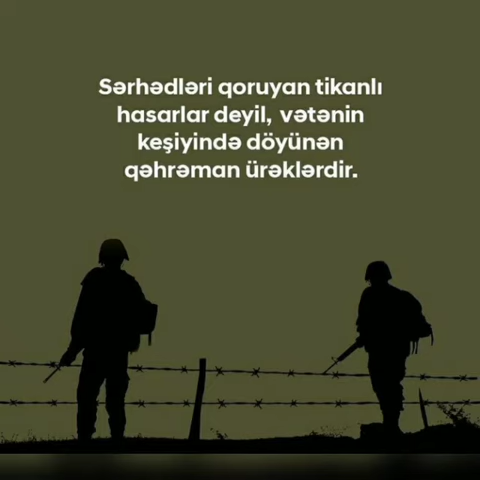 Sərhədləri qoruyan tikanlı
hasarlar deyil, vətənin
keşiyində döyünən
qəhrəman ürəklərdir.